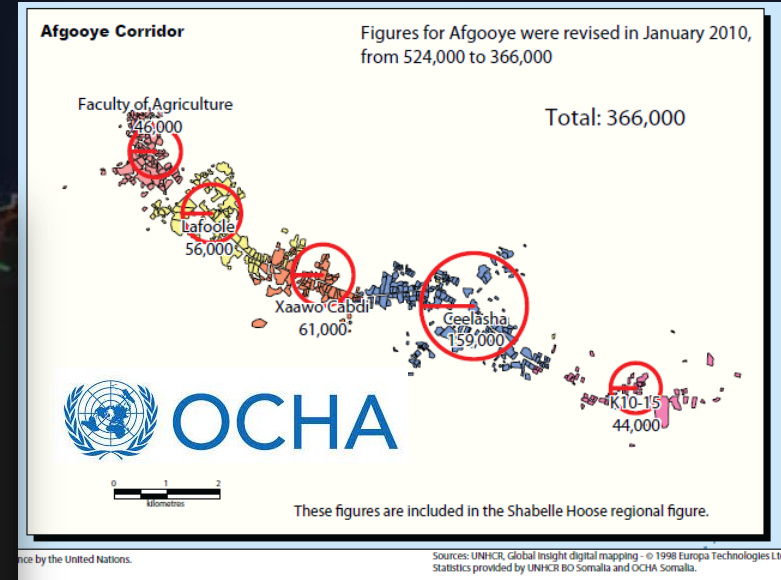 Afgooye Corridor
Figures for Afgooye were revised in January 2010,
from 524,000 to 366,000
Total: 366,000
Faculty of Agriculture
46,000
Lafoole
56,000
Xaawo Cabdi
61,000
Ceelasha
159,000
K10-15
44,000
OCHA
0 1 2
kilometres
These figures are included in the Shabelle Hoose regional figure.
nce by the United Nations.
Sources: UNHCR, Global Insight digital mapping - © 1998 Europa Technologies Lt
Statistics provided by UNHCR BO Somalia and OCHA Somalia.